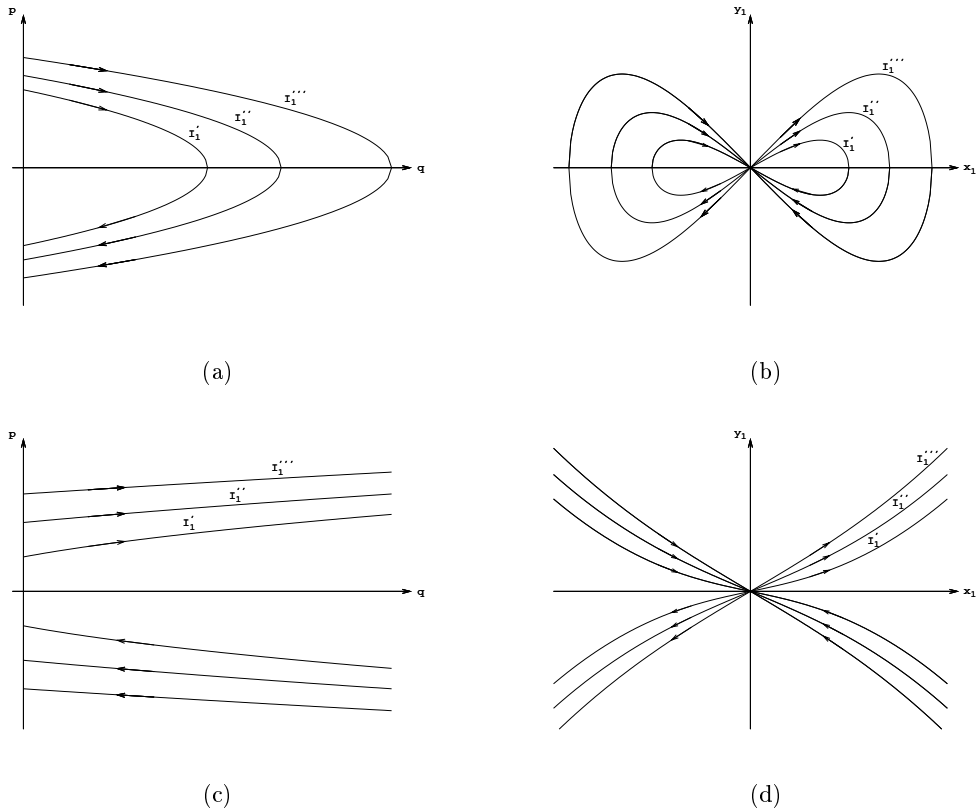 p
I₁′
I₁′′
I₁′′′
q
(a)
y₁
I₁′′′
I₁′′
I₁′
x₁
(b)
p
I₁′′′
I₁′′
I₁′
q
(c)
y₁
I₁′′′
I₁′′
I₁′
x₁
(d)